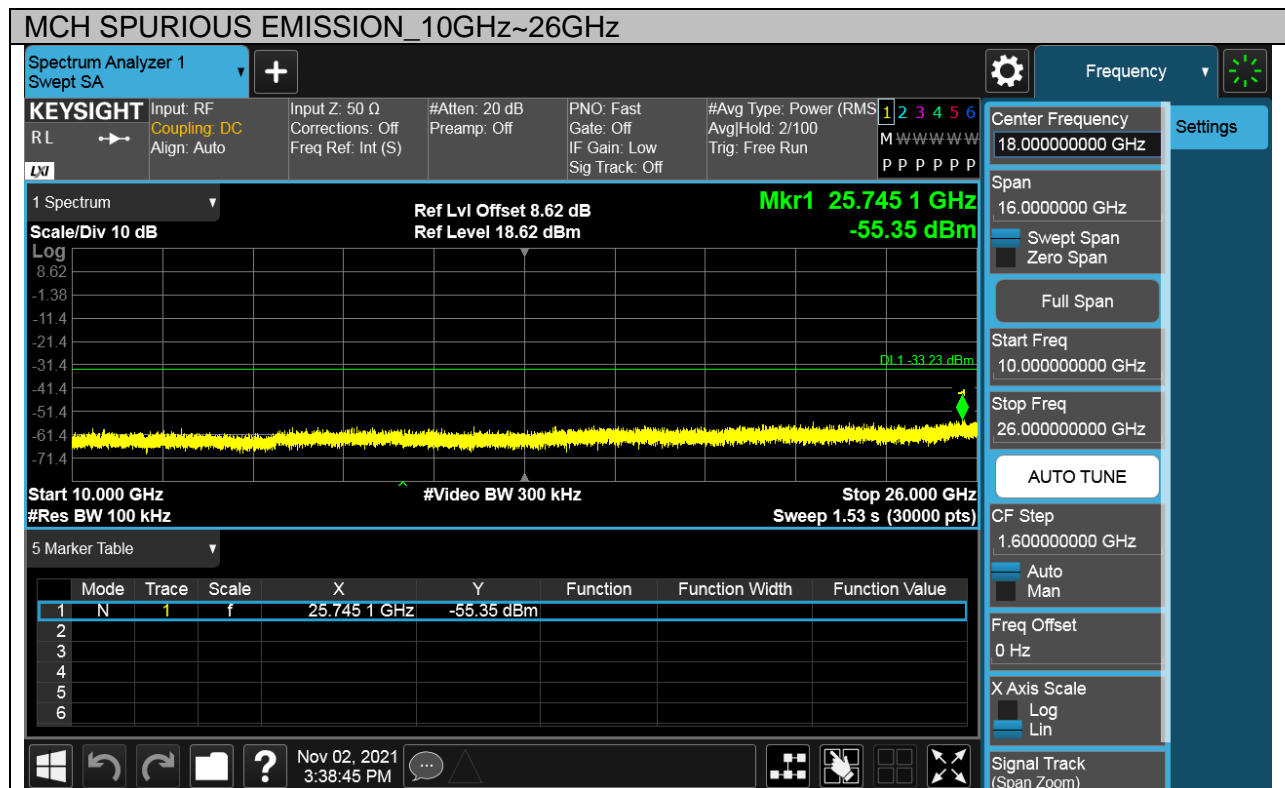 MCH SPURIOUS EMISSION_10GHz~26GHz
Spectrum Analyzer 1
Swept SA
Frequency
KEYSIGHT
RL
LXI
Input: RF
Coupling: DC
Align: Auto
Input Z: 50 Ω
Corrections: Off
Freq Ref: Int (S)
#Atten: 20 dB
Preamp: Off
PNO: Fast
Gate: Off
IF Gain: Low
Sig Track: Off
#Avg Type: Power (RMS
Avg|Hold: 2/100
Trig: Free Run
1 2 3 4 5 6
M W W W W W
P P P P P P
1 Spectrum
Scale/Div 10 dB
Ref Lvl Offset 8.62 dB
Ref Level 18.62 dBm
Mkr1 25.745 1 GHz
-55.35 dBm
Log
8.62
-1.38
-11.4
-21.4
-31.4
-41.4
-51.4
-61.4
-71.4
DL1 -33.23 dBm
1
Start 10.000 GHz
#Res BW 100 kHz
#Video BW 300 kHz
Stop 26.000 GHz
Sweep 1.53 s (30000 pts)
5 Marker Table
Mode Trace Scale X Y Function Function Width Function Value
1 N 1 f 25.745 1 GHz -55.35 dBm
2
3
4
5
6
Nov 02, 2021
3:38:45 PM
Center Frequency
18.000000000 GHz
Settings
Span
16.0000000 GHz
Swept Span
Zero Span
Full Span
Start Freq
10.000000000 GHz
Stop Freq
26.000000000 GHz
AUTO TUNE
CF Step
1.600000000 GHz
Auto
Man
Freq Offset
0 Hz
X Axis Scale
Log
Lin
Signal Track
(Span Zoom)